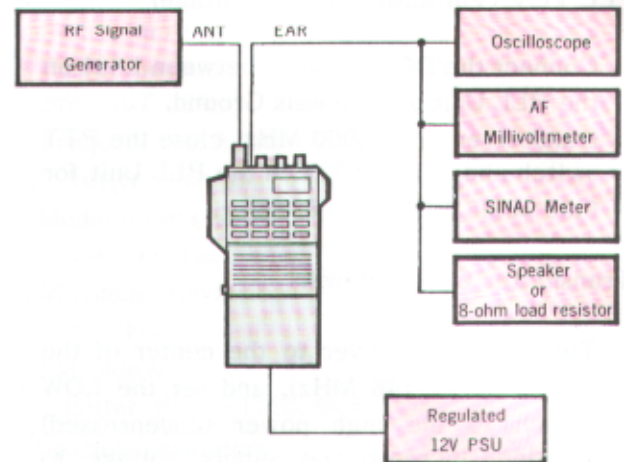 RF Signal
Generator
ANT
EAR
Oscilloscope
AF
Millivoltmeter
SINAD Meter
Speaker
or
8-ohm load resistor
Regulated
12V PSU